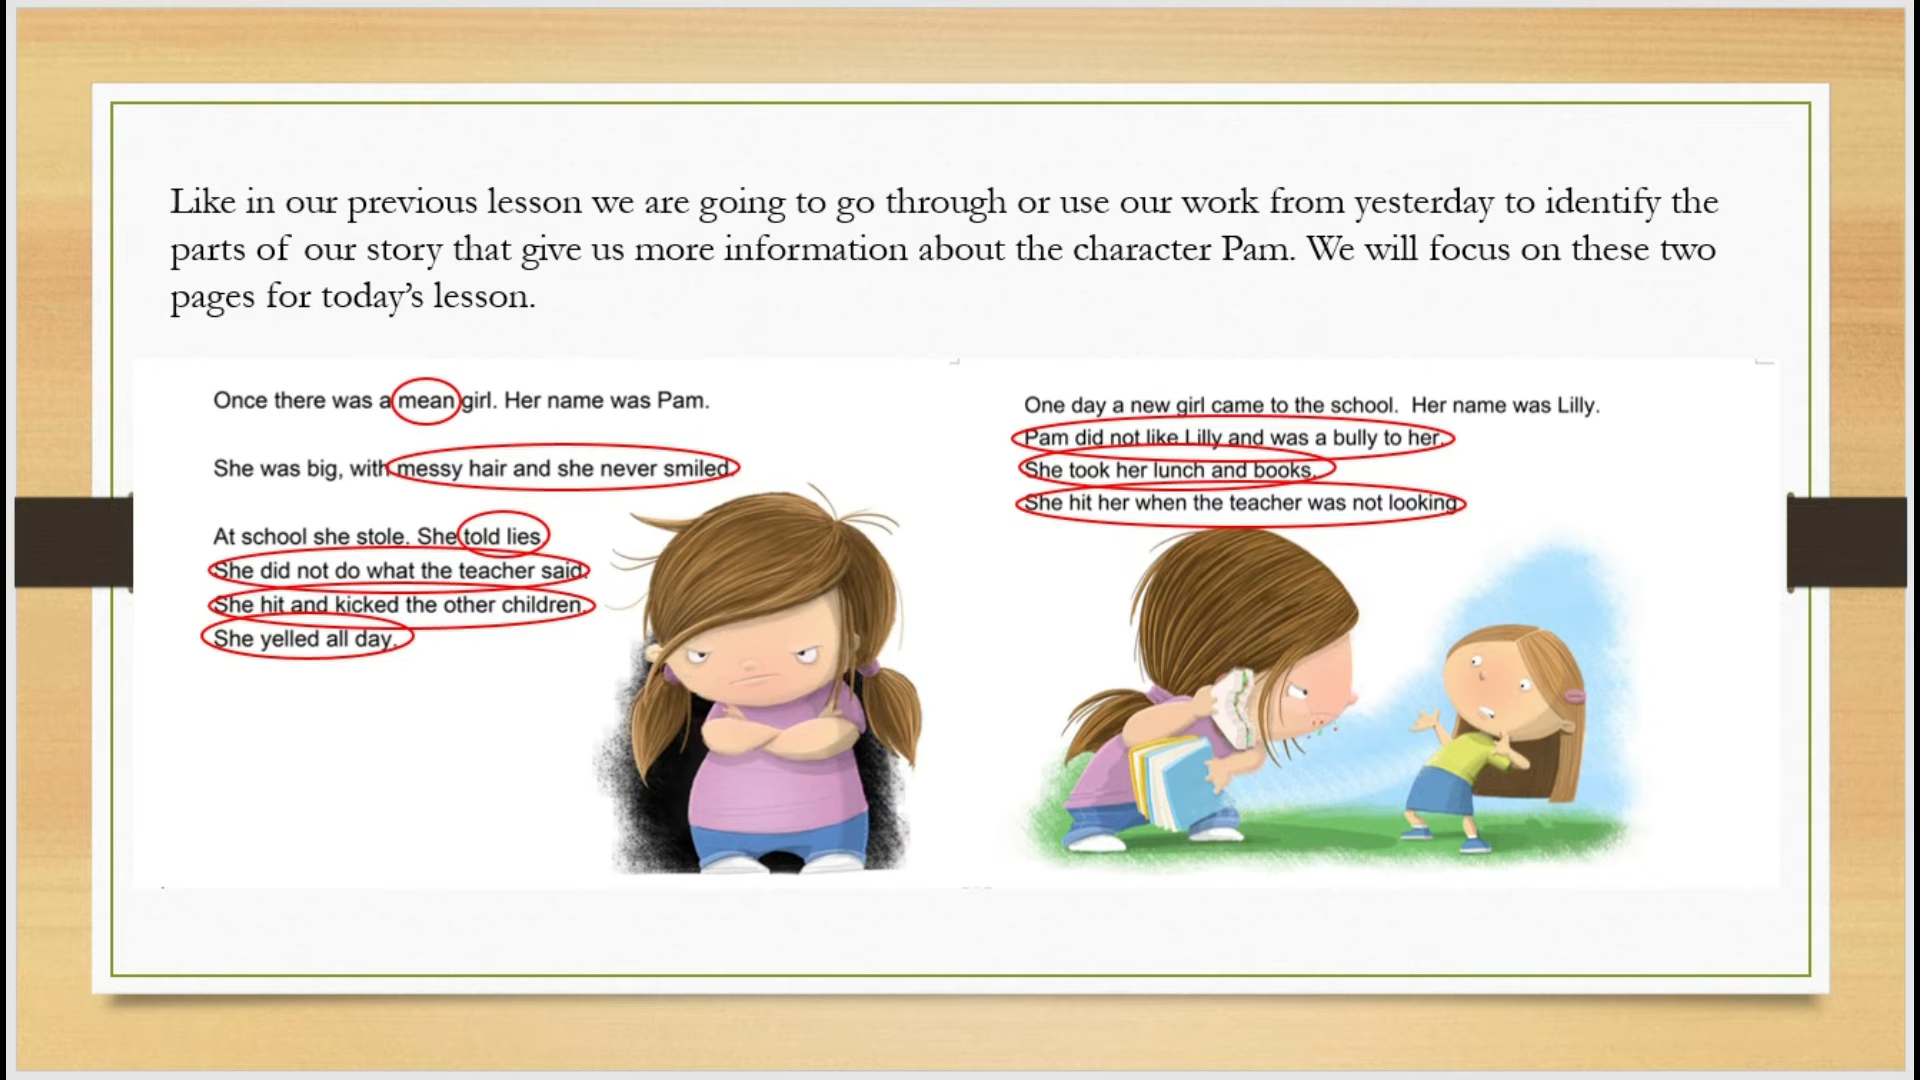 Like in our previous lesson we are going to go through or use our work from yesterday to identify the
parts of our story that give us more information about the character Pam. We will focus on these two
pages for today’s lesson.
Once there was a mean girl. Her name was Pam.
She was big, with messy hair and she never smiled.
At school she stole. She told lies.
She did not do what the teacher said.
She hit and kicked the other children.
She yelled all day.
One day a new girl came to the school.  Her name was Lilly.
Pam did not like Lilly and was a bully to her.
She took her lunch and books.
She hit her when the teacher was not looking.